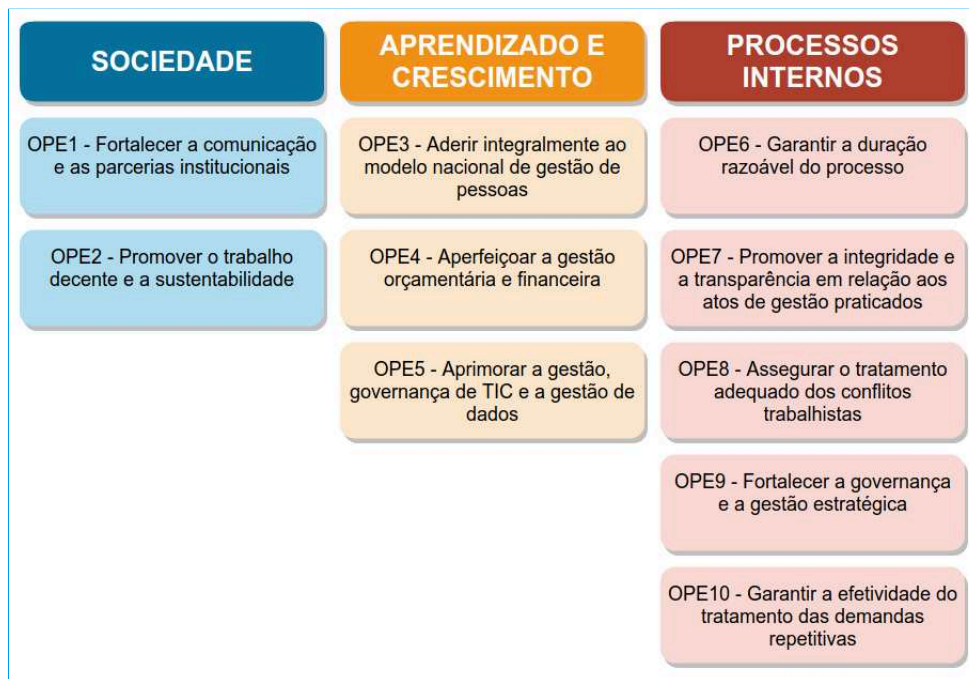 SOCIEDADE
OPE1 - Fortalecer a comunicação
e as parcerias institucionais
OPE2 - Promover o trabalho
decente e a sustentabilidade
APRENDIZADO E
CRESCIMENTO
OPE3 - Aderir integralmente ao
modelo nacional de gestão de
pessoas
OPE4 - Aperfeiçoar a gestão
orçamentária e financeira
OPE5 - Aprimorar a gestão,
governança de TIC e a gestão de
dados
PROCESSOS
INTERNOS
OPE6 - Garantir a duração
razoável do processo
OPE7 - Promover a integridade e
a transparência em relação aos
atos de gestão praticados
OPE8 - Assegurar o tratamento
adequado dos conflitos
trabalhistas
OPE9 - Fortalecer a governança
e a gestão estratégica
OPE10 - Garantir a efetividade do
tratamento das demandas
repetitivas